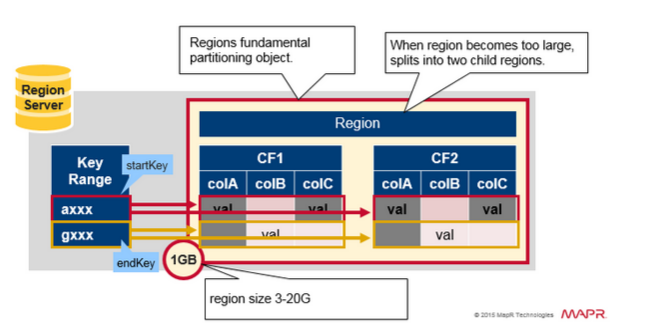 Regions fundamental
partitioning object.
When region becomes too large,
splits into two child regions.
Region
Server
Region
Key
Range
startKey
CF1
CF2
colA colB colC
colA colB colC
axxx
val val
val val
gxxx
val
val
endKey
1GB
region size 3-20G
© 2015 MapR Technologies MAPR